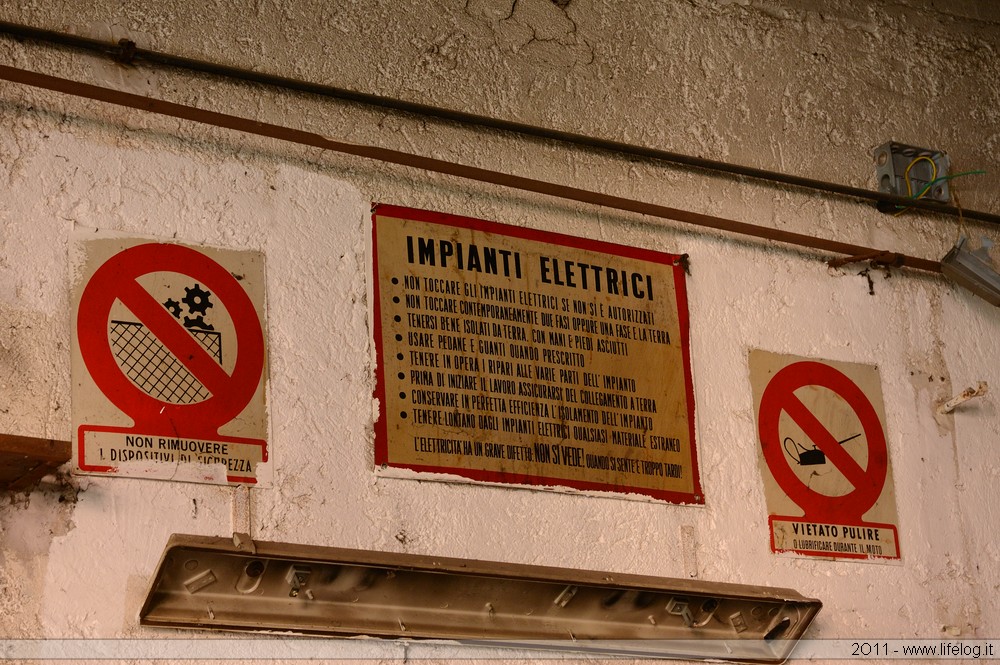 IMPIANTI ELETTRICI
• NON TOCCARE GLI IMPIANTI ELETTRICI SE NON SI È AUTORIZZATI
• NON TOCCARE CONTEMPORANEAMENTE DUE FASI OPPURE UNA FASE E LA TERRA
• TENERSI BENE ISOLATI DA TERRA, CON MANI E PIEDI ASCIUTTI
• USARE PEDANE E GUANTI QUANDO PRESCRITTO
• TENERE IN OPERA I RIPARI ALLE VARIE PARTI DELL'IMPIANTO
• PRIMA DI INIZIARE IL LAVORO ASSICURARSI DEL COLLEGAMENTO A TERRA
• CONSERVARE IN PERFETTA EFFICIENZA L'ISOLAMENTO DELL'IMPIANTO
• TENERE LONTANO DAGLI IMPIANTI ELETTRICI QUALSIASI MATERIALE ESTRANEO
L'ELETTRICITÀ HA UN GRAVE DIFETTO: NON SI VEDE! QUANDO SI SENTE È TROPPO TARDI!
NON RIMUOVERE
I DISPOSITIVI DI SICUREZZA
VIETATO PULIRE
O LUBRIFICARE DURANTE IL MOTO
2011 - www.lifelog.it